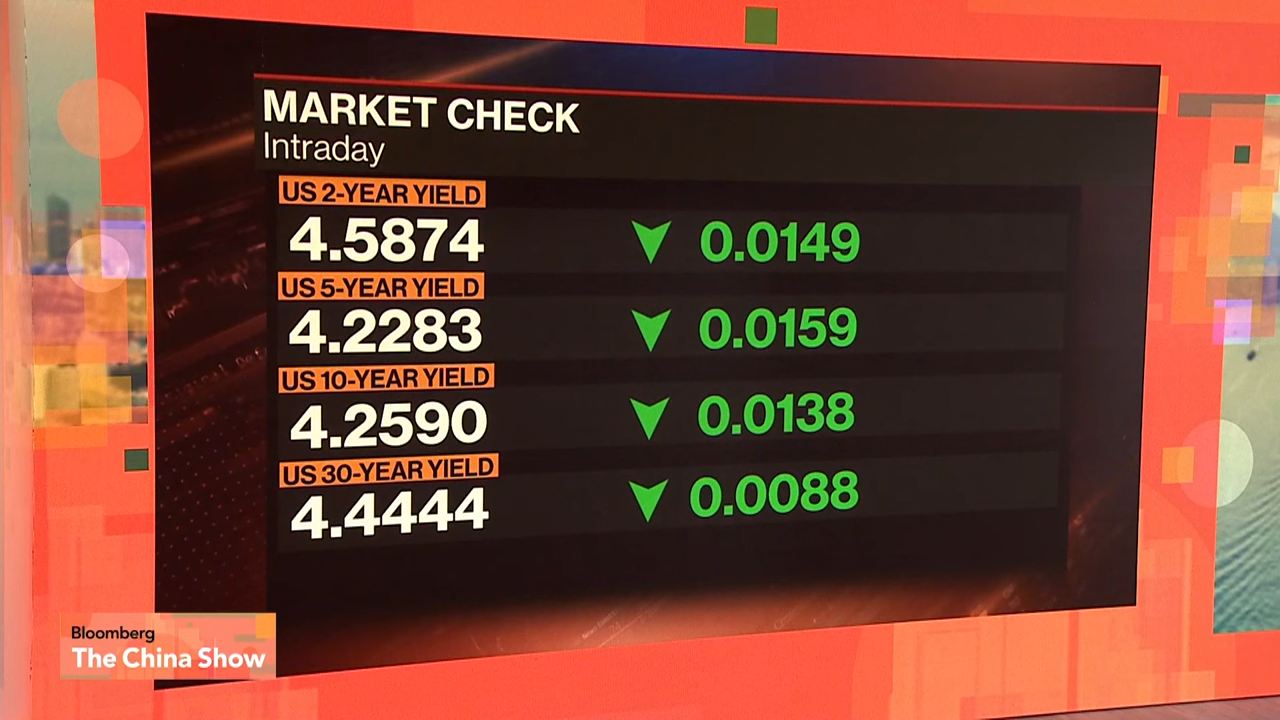 MARKET CHECK
Intraday
US 2-YEAR YIELD
4.5874 ▼ 0.0149
US 5-YEAR YIELD
4.2283 ▼ 0.0159
US 10-YEAR YIELD
4.2590 ▼ 0.0138
US 30-YEAR YIELD
4.4444 ▼ 0.0088
Bloomberg
The China Show